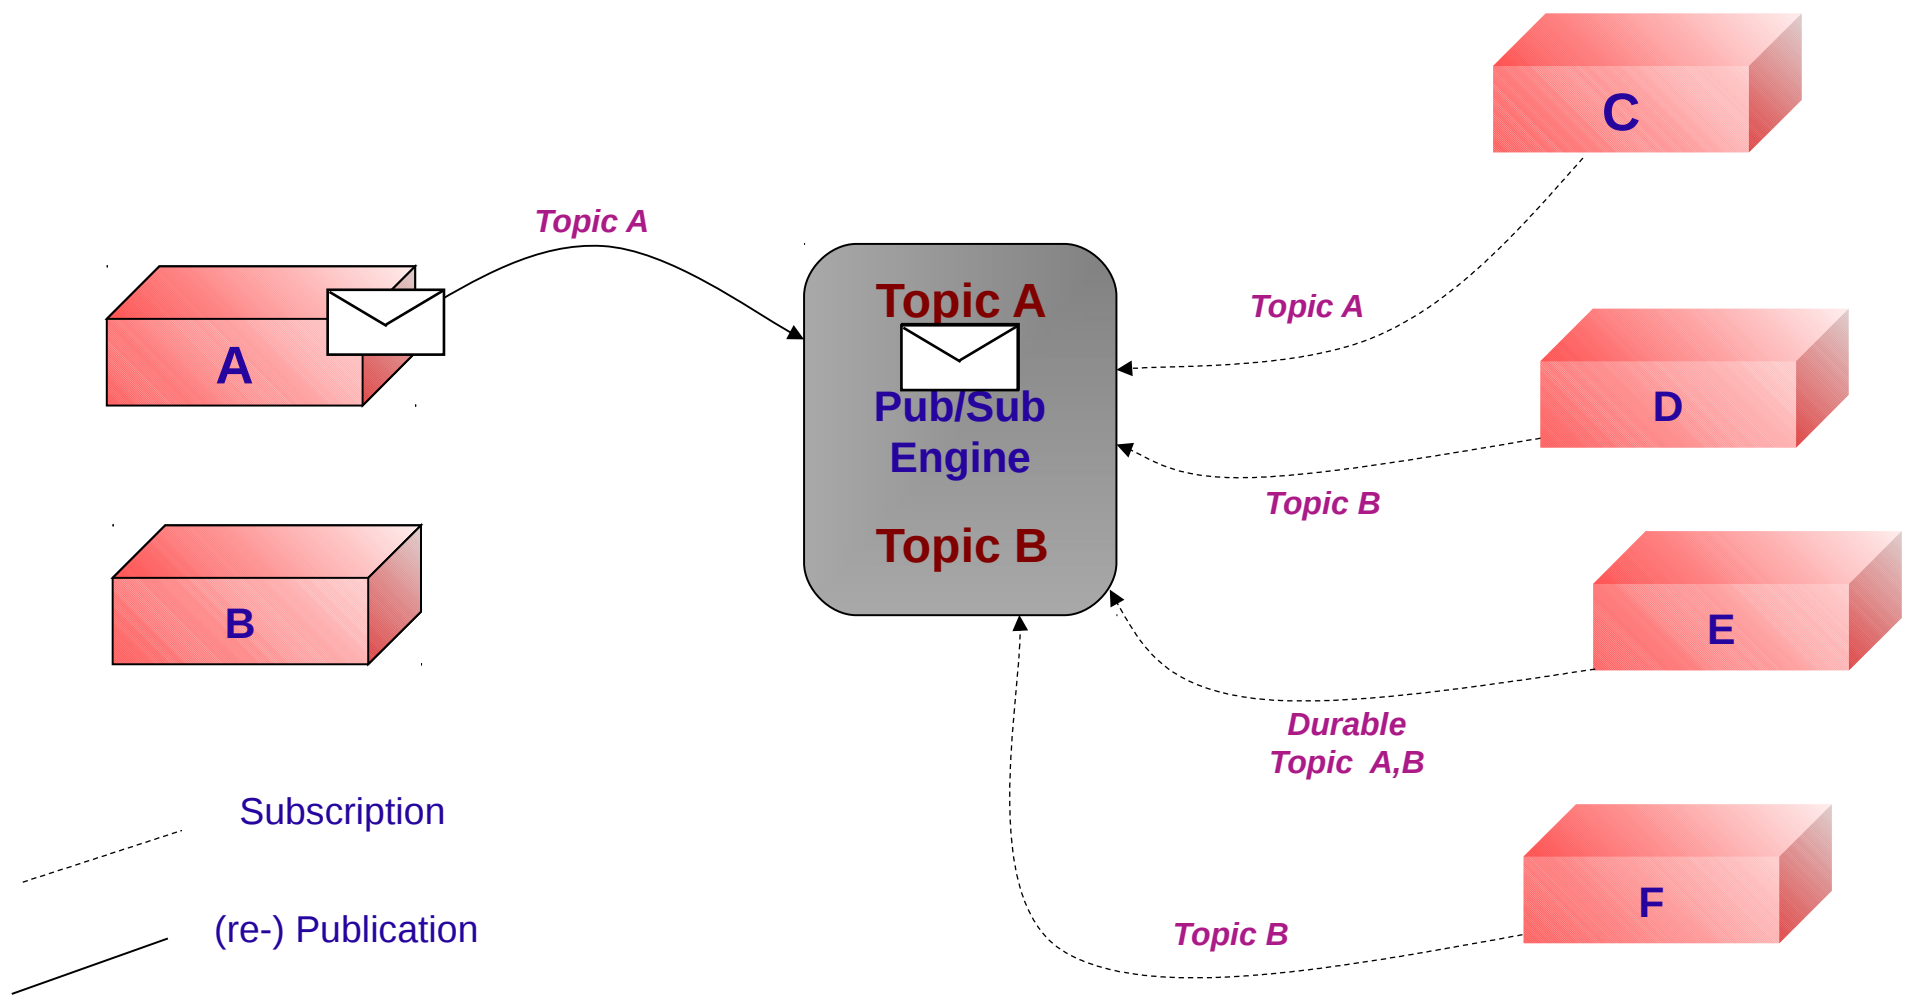 C
Topic A
Topic A
Topic A
A
D
Pub/Sub
Engine
Topic B
Topic B
B
E
Durable
Topic  A,B
Subscription
F
(re-) Publication
Topic B